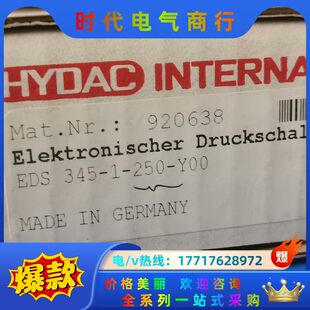 时代电气商行
HYDAC INTERNA
Mat.Nr.: 920638
Elektronischer Druckschal
EDS 345-1-250-Y00
MADE IN GERMANY
爆款
电/v热线：17717628972
爆
价格美丽 欢迎咨询
全系列一站式采购